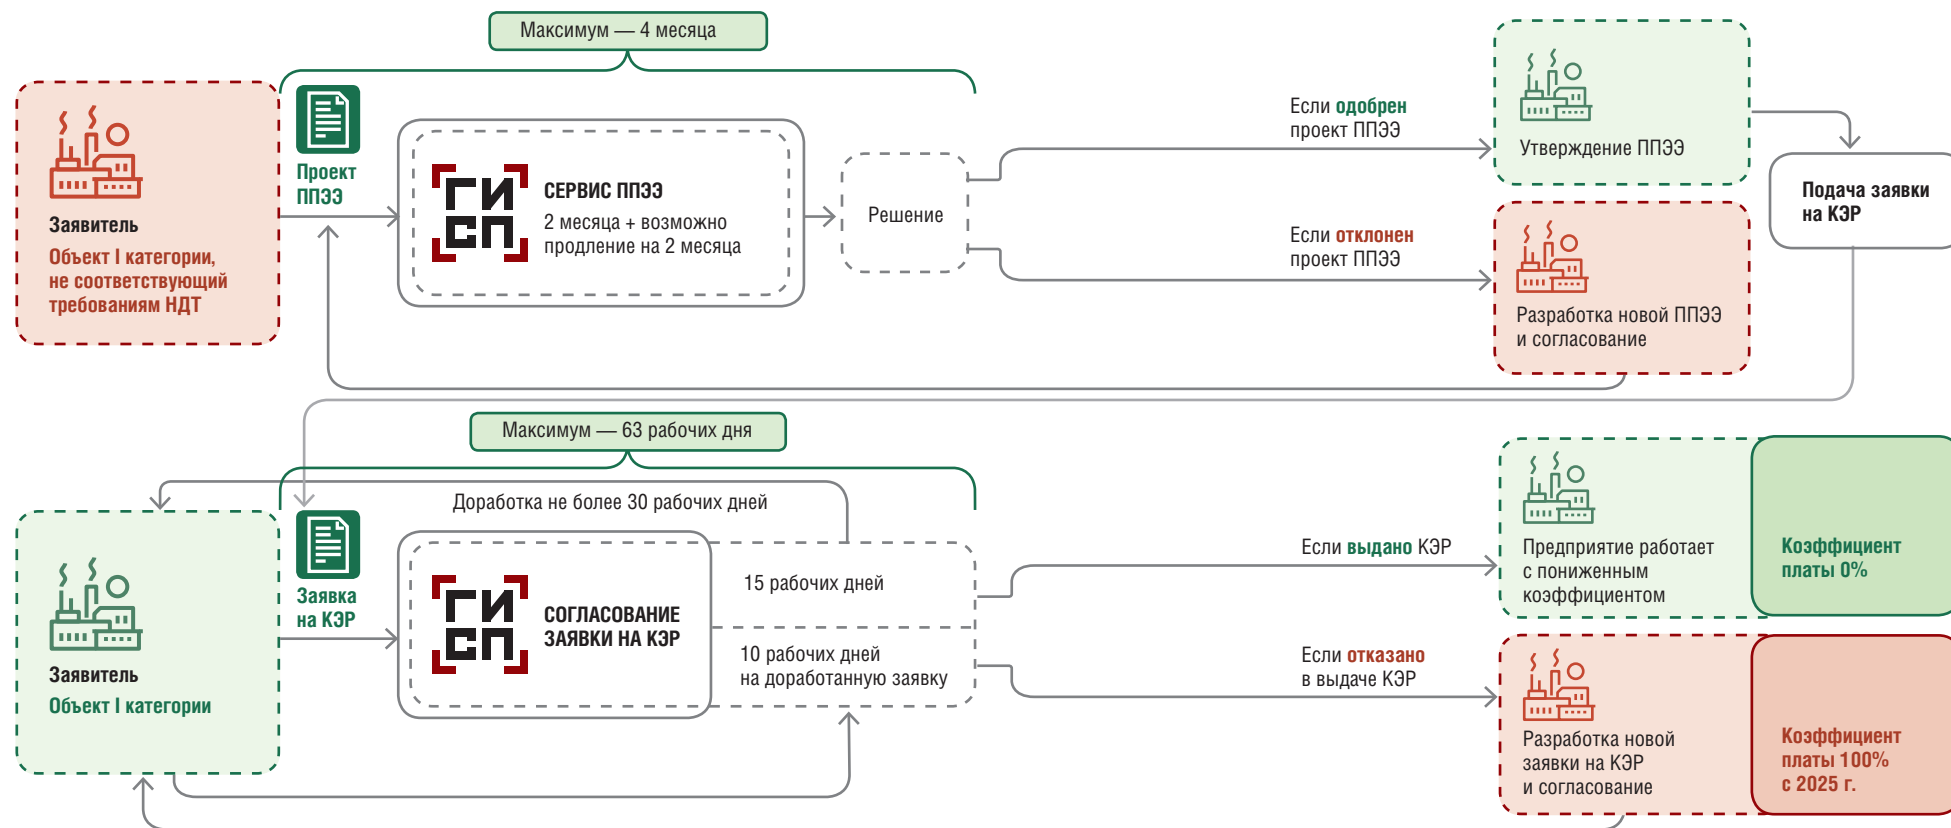 Максимум — 4 месяца
Заявитель
Объект I категории,
не соответствующий
требованиям НДТ
Проект
ППЭЭ
ГИ
СП
СЕРВИС ППЭЭ
2 месяца + возможно
продление на 2 месяца
Решение
Если одобрен
проект ППЭЭ
Если отклонен
проект ППЭЭ
Утверждение ППЭЭ
Разработка новой ППЭЭ
и согласование
Подача заявки
на КЭР
Максимум — 63 рабочих дня
Доработка не более 30 рабочих дней
Заявитель
Объект I категории
Заявка
на КЭР
ГИ
СП
СОГЛАСОВАНИЕ
ЗАЯВКИ НА КЭР
15 рабочих дней
10 рабочих дней
на доработанную заявку
Если выдано КЭР
Если отказано
в выдаче КЭР
Предприятие работает
с пониженным
коэффициентом
Коэффициент
платы 0%
Разработка новой
заявки на КЭР
и согласование
Коэффициент
платы 100%
с 2025 г.